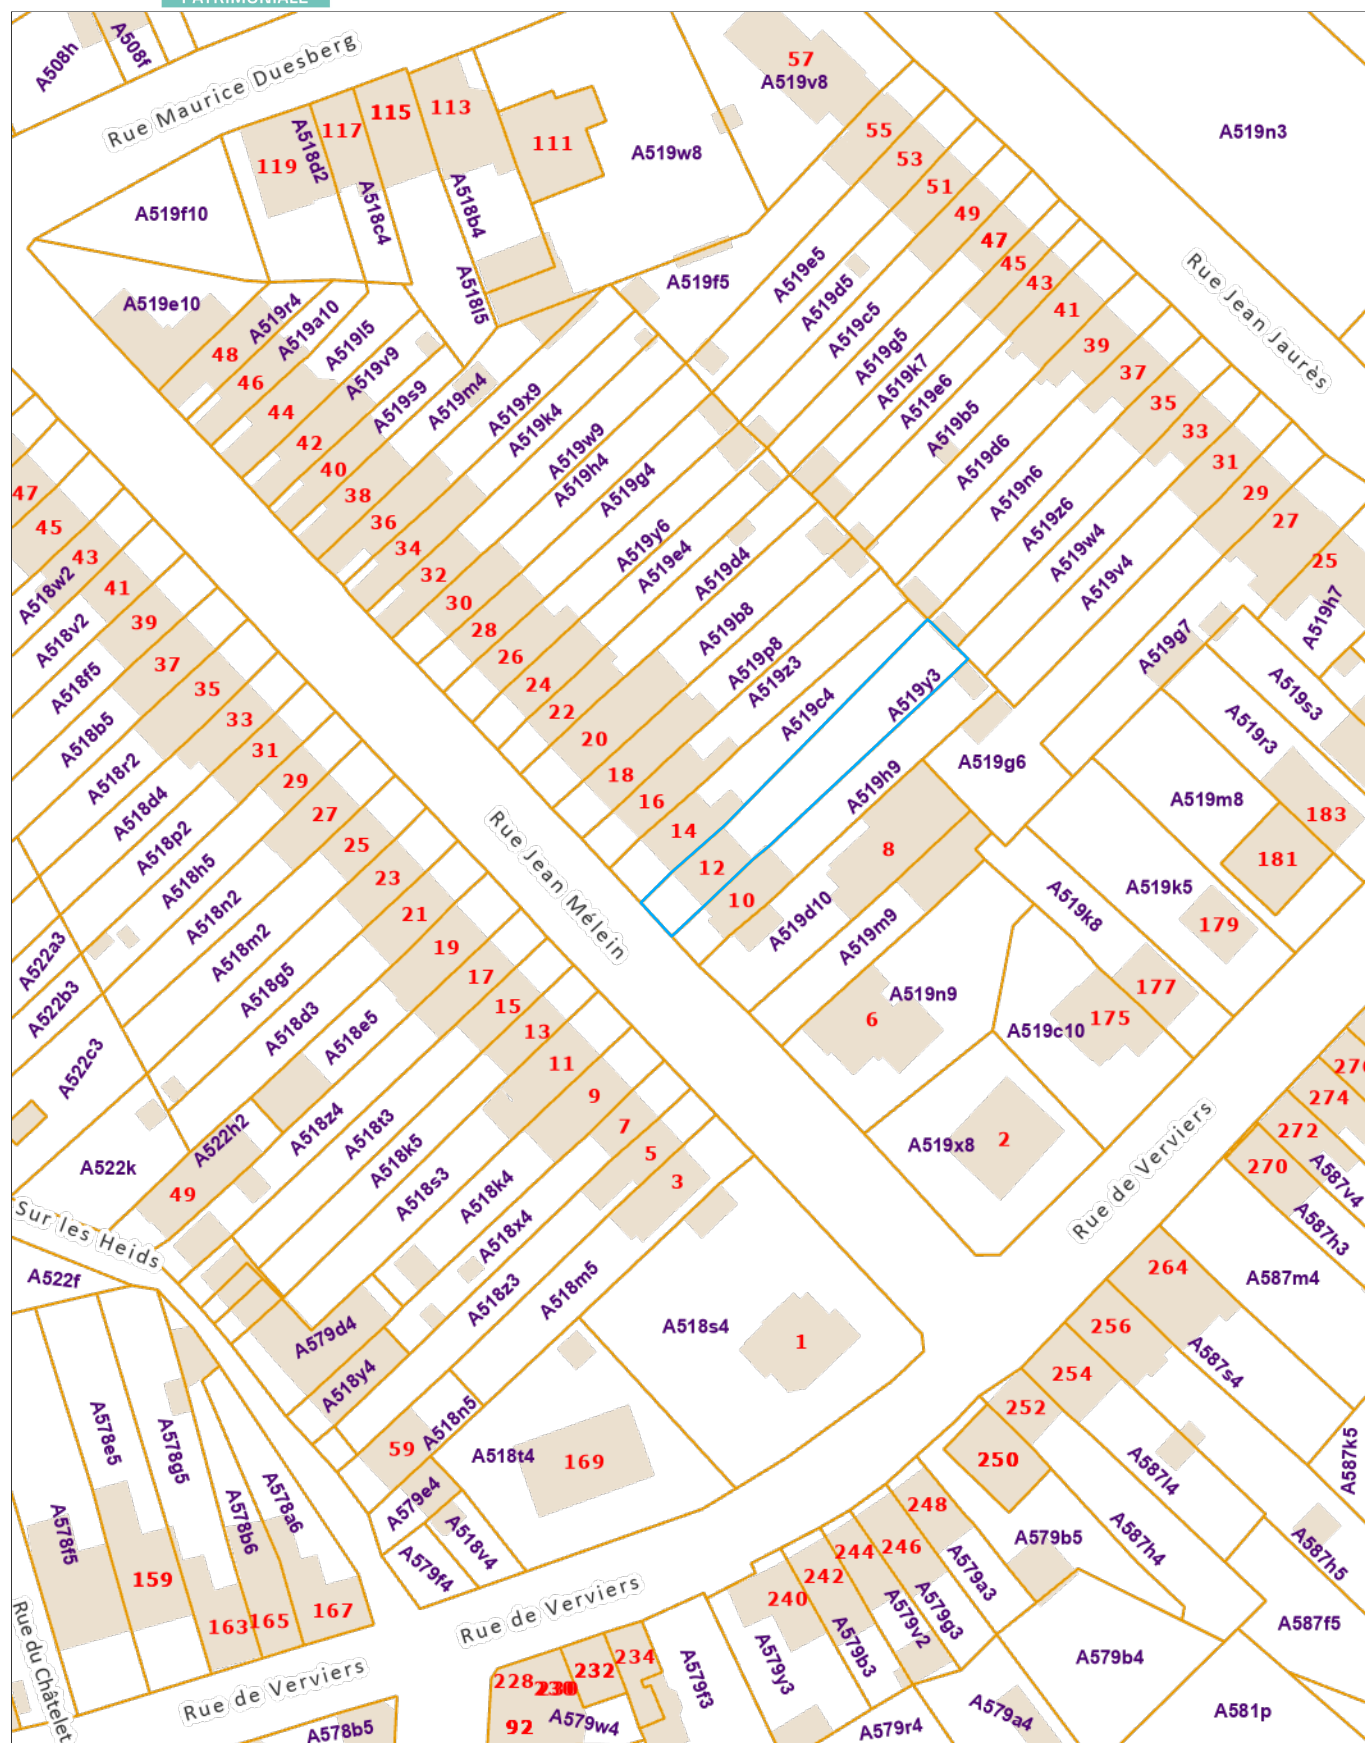 PATRIMONIALE
A508h
A508f
Rue Maurice Duesberg
57
A519v8
A519n3
119
A518d2
117
115
113
111
A519w8
A518c4
A518b4
A518l5
A519f10
A519f5
55
53
51
49
47
45
43
41
39
37
35
33
31
29
27
25
Rue Jean Jaurès
A519e5
A519d5
A519c5
A519g5
A519k7
A519e6
A519b5
A519d6
A519n6
A519z6
A519w4
A519v4
A519h7
A519e10
A519r4
A519a10
A519l5
A519v9
A519s9
A519m4
A519x9
A519k4
A519w9
A519h4
A519g4
A519y6
A519e4
A519d4
A519b8
A519p8
A519z3
A519c4
A519y3
A519h9
48
46
44
42
40
38
36
34
32
30
28
26
24
22
20
18
16
14
12
10
8
6
2
A519g7
A519s3
A519r3
A519m8
A519g6
183
181
A519k5
179
A519k8
177
175
A519c10
A519d10
A519m9
A519n9
A519x8
Rue Jean Mélein
47
45
43
41
39
37
35
33
31
29
27
25
23
21
19
17
15
13
11
9
7
5
3
1
A518w2
A518v2
A518f5
A518b5
A518r2
A518d4
A518p2
A518h5
A518n2
A518m2
A518g5
A518d3
A518e5
A522a3
A522b3
A522c3
A522k
A522h2
49
A518z4
A518t3
A518k5
A518s3
A518k4
A518x4
A518z3
A518m5
A518s4
Sur les Heids
A522f
A579d4
A518y4
59
A518n5
A518t4
169
A579e4
A518v4
A579f4
A578e5
A578g5
A578b6
A578a6
A578f5
159
163
165
167
Rue du Châtelet
Rue de Verviers
A578b5
Rue de Verviers
228
230
232
234
92
A579w4
A579f3
240
242
244
246
248
A579y3
A579b3
A579v2
A579g3
A579a3
A579b5
A579r4
A579a4
A579b4
A581p
Rue de Verviers
274
272
270
A587v4
A587h3
A587m4
264
256
254
252
250
A587s4
A587l4
A587h4
A587k5
A587h5
A587f5